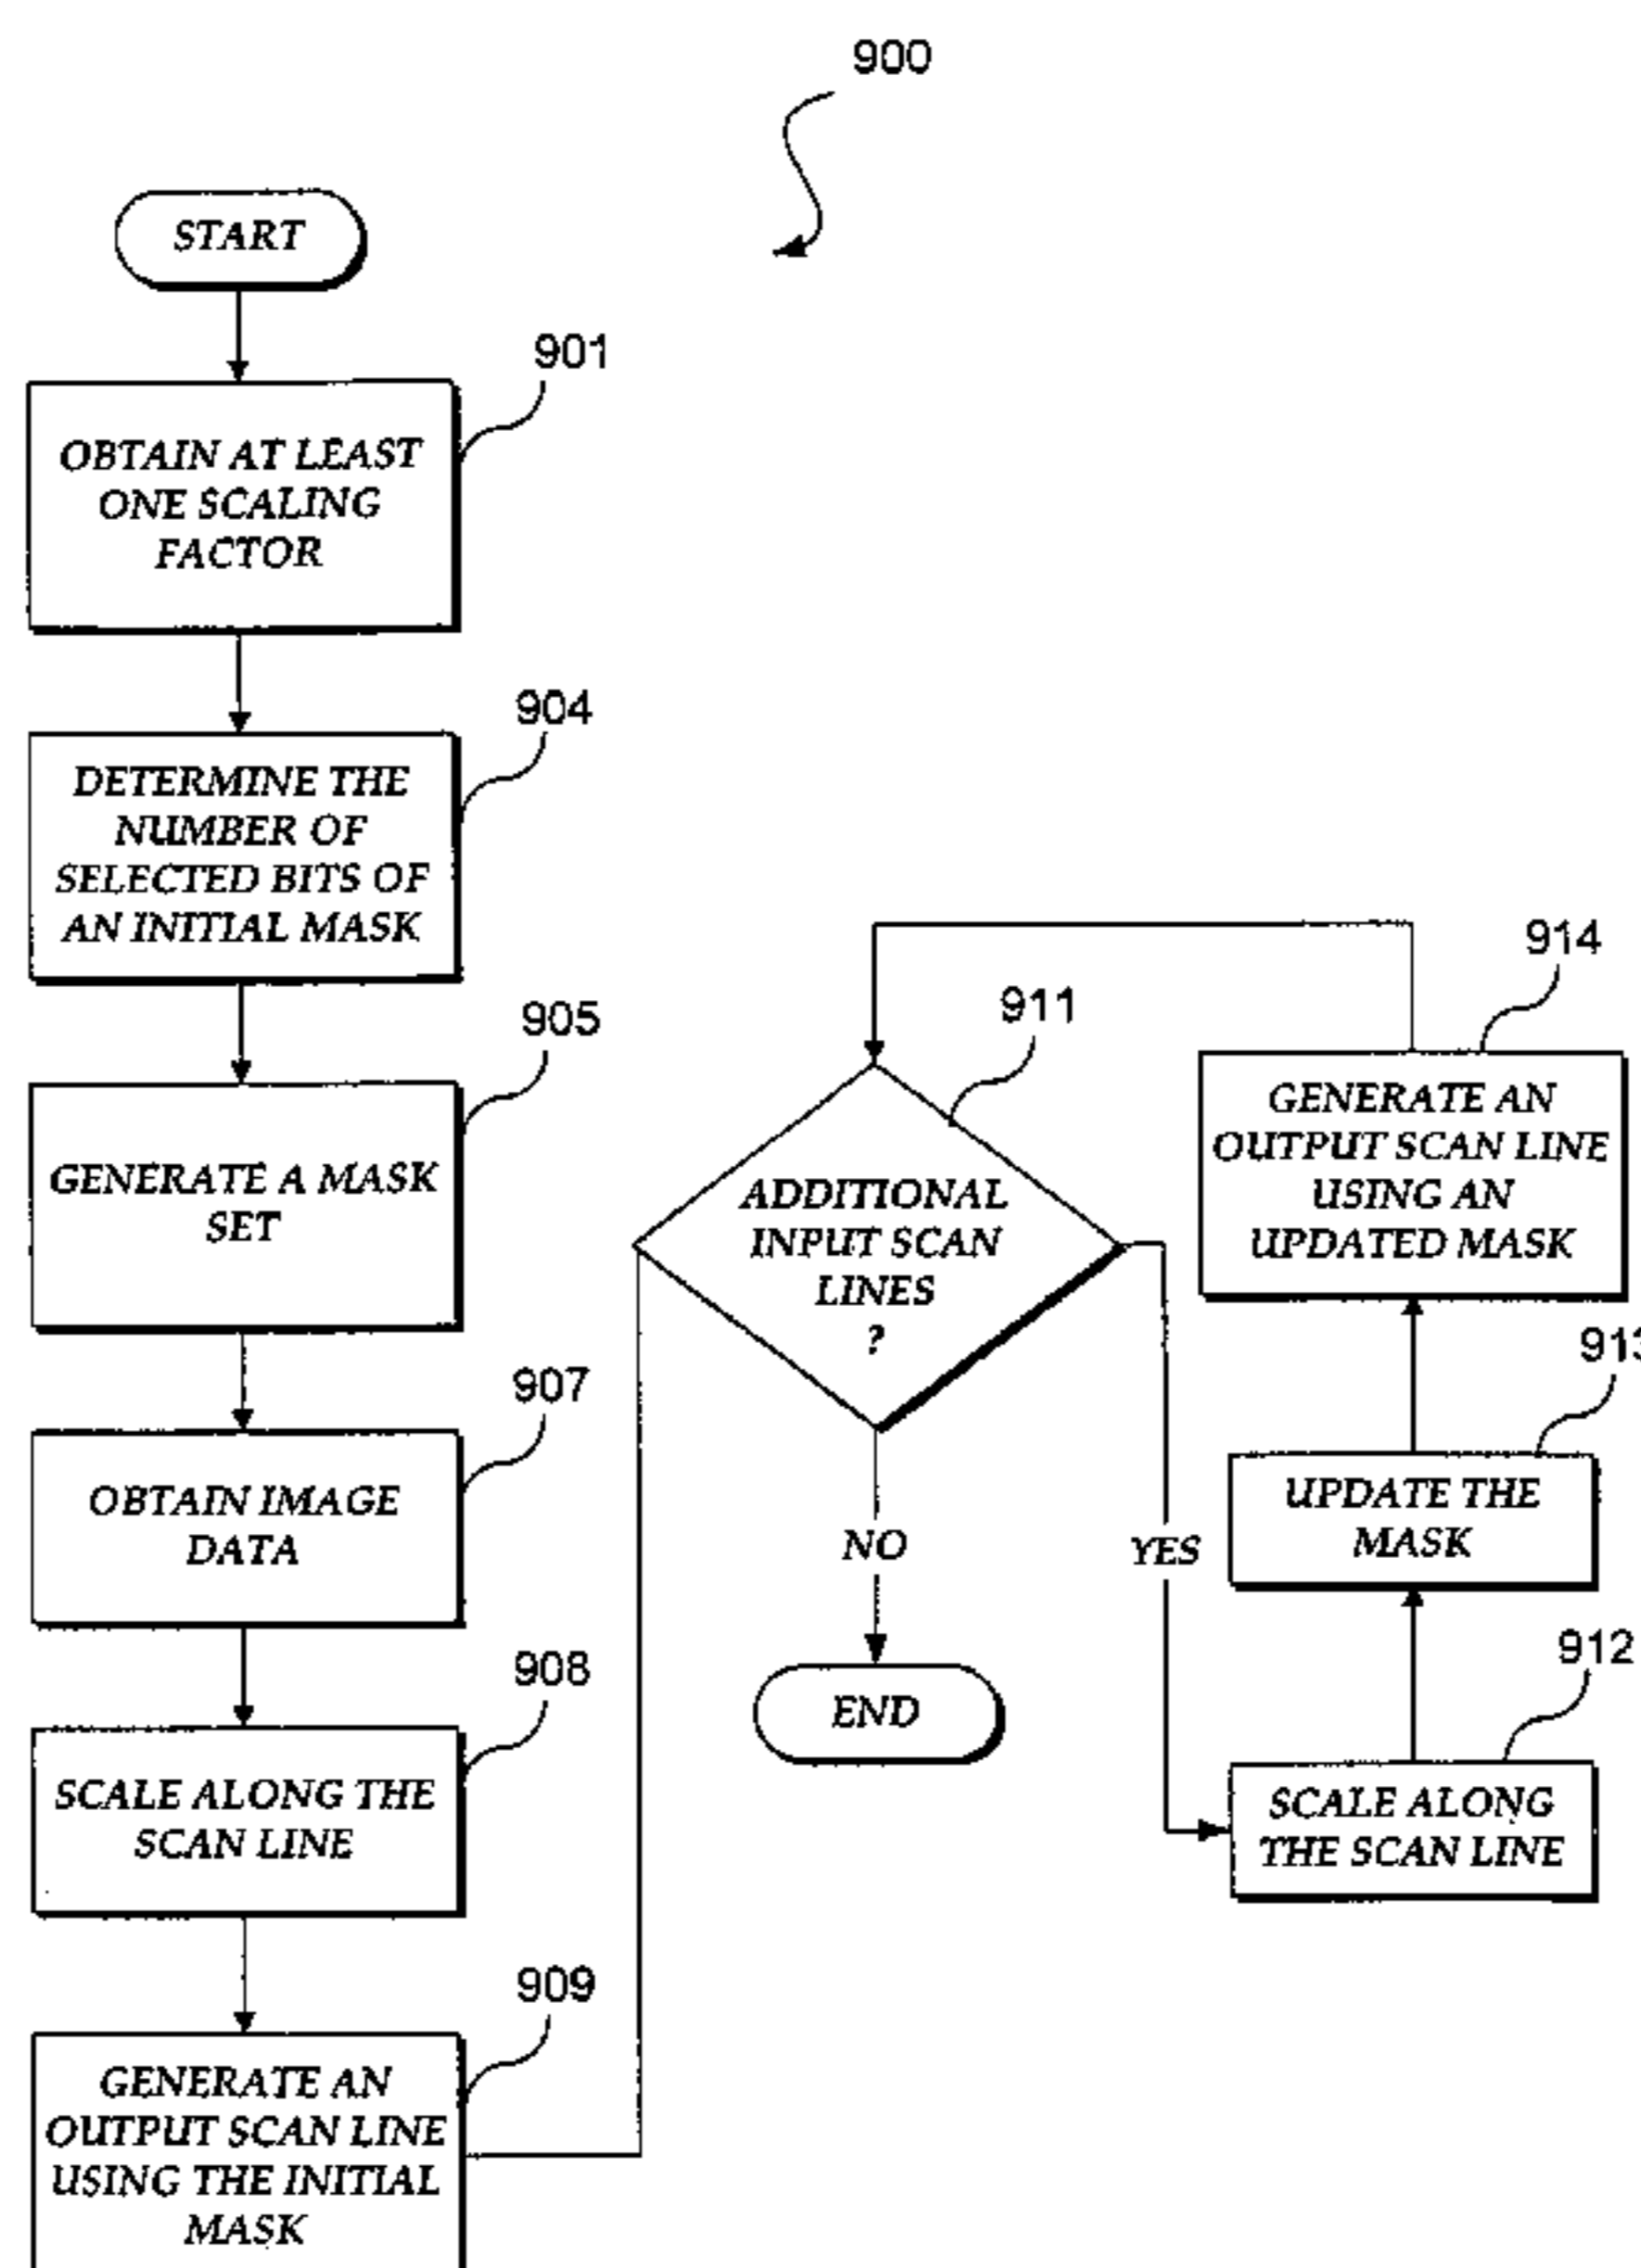 900
START
901
OBTAIN AT LEAST
ONE SCALING
FACTOR
904
DETERMINE THE
NUMBER OF
SELECTED BITS OF
AN INITIAL MASK
905
GENERATE A MASK
SET
907
OBTAIN IMAGE
DATA
908
SCALE ALONG THE
SCAN LINE
909
GENERATE AN
OUTPUT SCAN LINE
USING THE INITIAL
MASK
911
ADDITIONAL
INPUT SCAN
LINES
?
NO
END
YES
912
SCALE ALONG
THE SCAN LINE
913
UPDATE THE
MASK
914
GENERATE AN
OUTPUT SCAN LINE
USING AN
UPDATED MASK